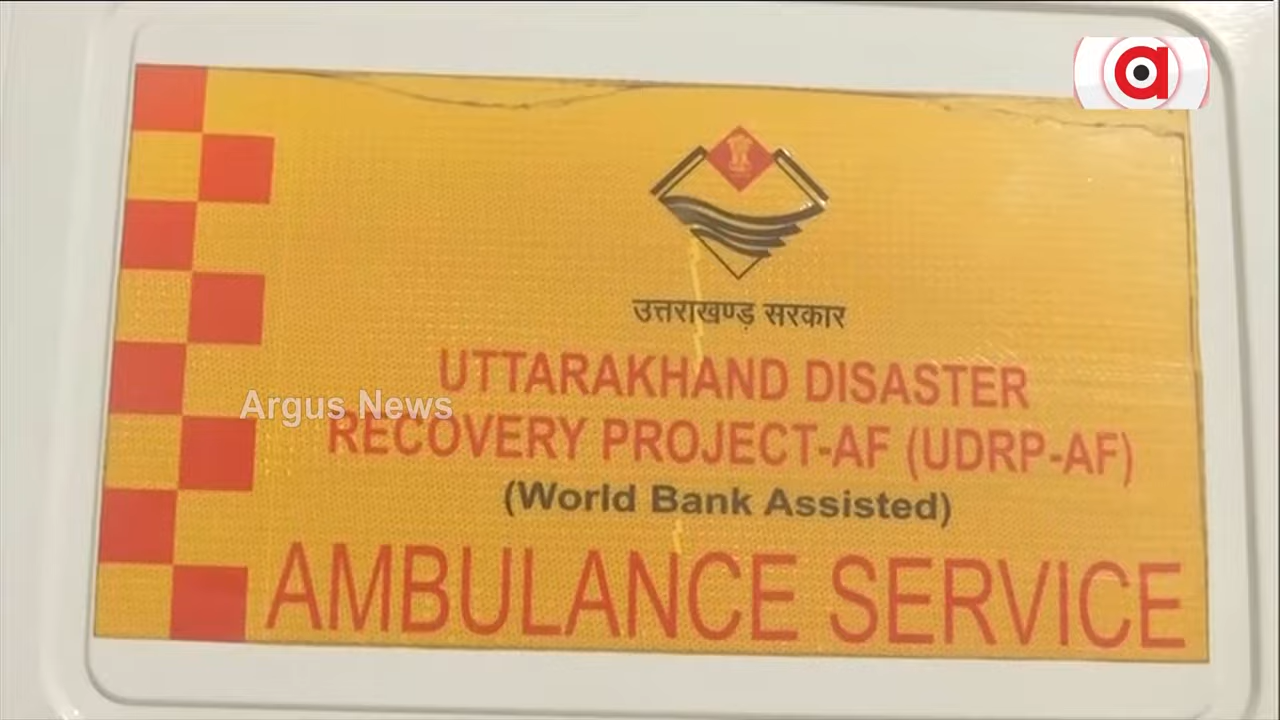 उत्तराखण्ड सरकार
UTTARAKHAND DISASTER
Argus News
RECOVERY PROJECT-AF (UDRP-AF)
(World Bank Assisted)
AMBULANCE SERVICE